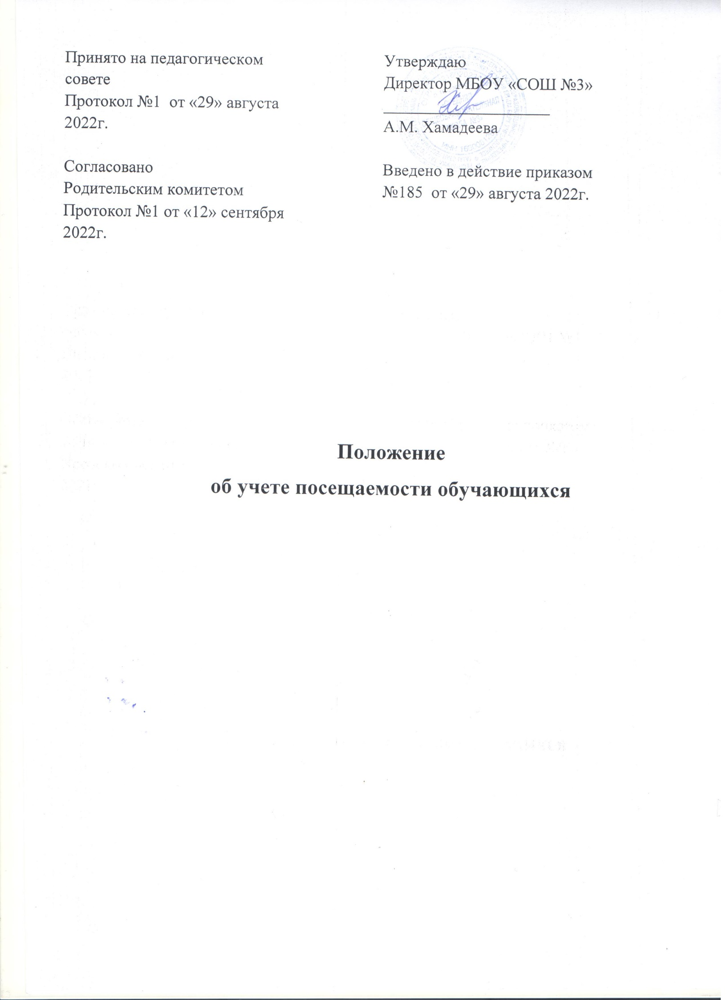 Принято на педагогическом
совете
Протокол №1 от «29» августа
2022г.
Согласовано
Родительским комитетом
Протокол №1 от «12» сентября
2022г.
Утверждаю
Директор МБОУ «СОШ №3»
А.М. Хамадеева
Введено в действие приказом
№185 от «29» августа 2022г.
Положение
об учете посещаемости обучающихся